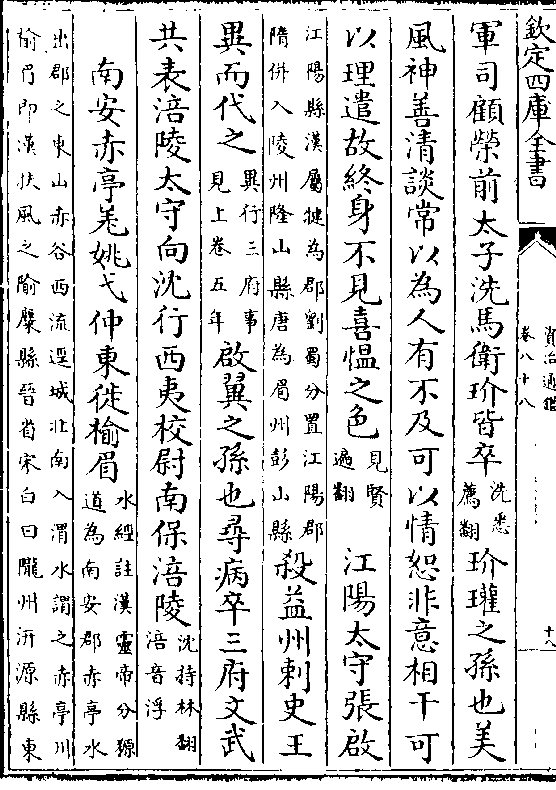 欽定四庫全書
資治通鑑
卷八十八
十八
軍司顧榮前太子洗馬衛玠皆卒洗悉薦翻玠瓘之孫也美
風神善清談常以為人有不及可以情恕非意相干可
以理遣故終身不見喜愠之色見賢遍翻江陽太守張啟
江陽縣漢屬犍為郡劉蜀分置江陽郡隋併入陵州隆山縣唐為眉州彭山縣殺益州刺史王
異而代之異行三府事見上卷五年啟翼之孫也尋病卒三府文武
共表涪陵太守向沈行西夷校尉南保涪陵沈持林翻涪音浮
南安赤亭羌姚弋仲東徙榆眉水經註漢靈帝分豲道為南安郡赤亭水
出郡之東山赤谷西流逕城北南入渭水謂之赤亭川
榆眉即漢扶風之隃麋縣晉省宋白曰隴州汧源縣東